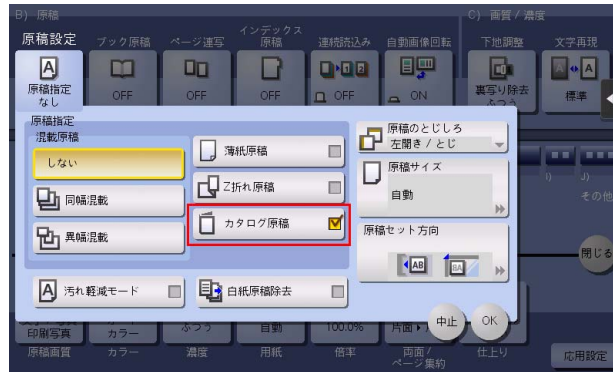 B) 原稿
C) 画質 / 濃度
原稿設定
ブック原稿
ページ連写
インデックス
原稿
連続読込み
自動画像回転
下地調整
文字再現
原稿指定
なし
OFF
OFF
OFF
OFF
ON
裏写り除去
ふつう
標準
原稿指定
混載原稿
しない
同幅混載
異幅混載
薄紙原稿
Z折れ原稿
カタログ原稿
原稿のとじしろ
左開き / とじ
原稿サイズ
自動
原稿セット方向
汚れ軽減モード
白紙原稿除去
中止
OK
I)
J)
その他
閉じる
印刷写真
カラー
ふつう
自動
100.0%
片面
原稿画質
カラー
濃度
用紙
倍率
両面 /
ページ集約
仕上り
応用設定